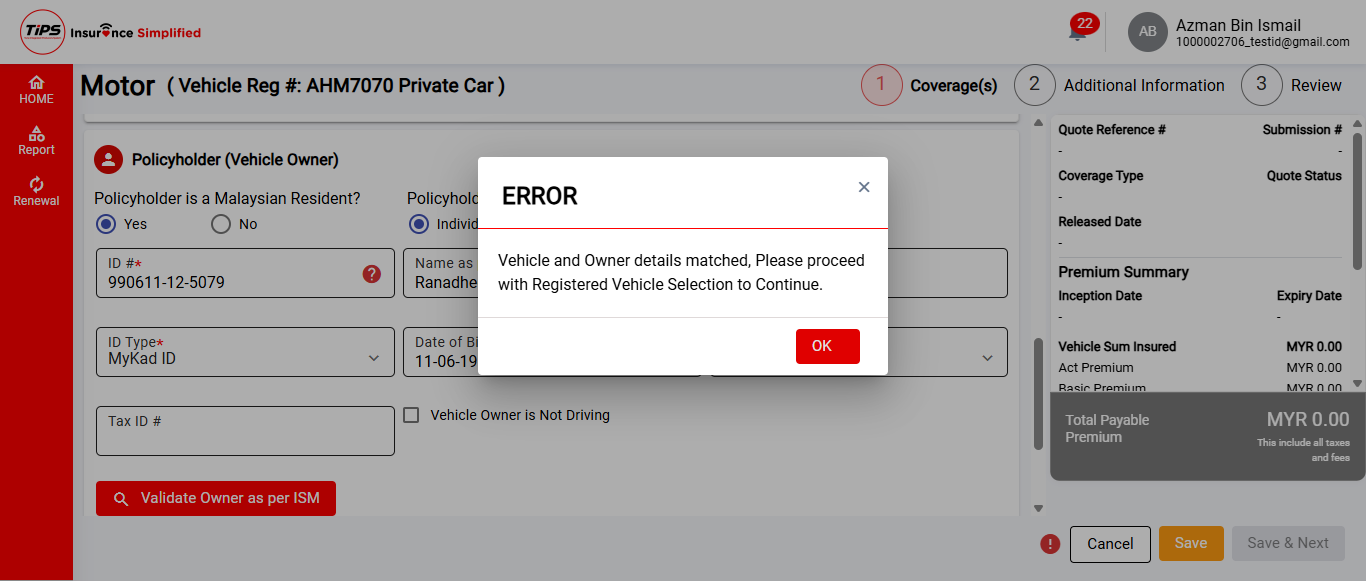 TiPS Insurance Simplified
22
AB
Azman Bin Ismail
1000002706_testid@gmail.com
HOME
Report
Renewal
Motor ( Vehicle Reg #: AHM7070 Private Car )
1 Coverage(s)
2 Additional Information
3 Review
Policyholder (Vehicle Owner)
Policyholder is a Malaysian Resident?
Yes
No
Individ
ID #*
990611-12-5079
?
Name as
Ranadhe
ID Type*
MyKad ID
Date of Bi
11-06-19
Tax ID #
Vehicle Owner is Not Driving
Validate Owner as per ISM
ERROR
×
Vehicle and Owner details matched, Please proceed
with Registered Vehicle Selection to Continue.
OK
Quote Reference # Submission #
- -
Coverage Type Quote Status
-
Released Date
-
Premium Summary
Inception Date Expiry Date
- -
Vehicle Sum Insured MYR 0.00
Act Premium MYR 0.00
Basic Premium MYR 0.00
Total Payable MYR 0.00
Premium
This include all taxes
and fees
!
Cancel
Save
Save & Next